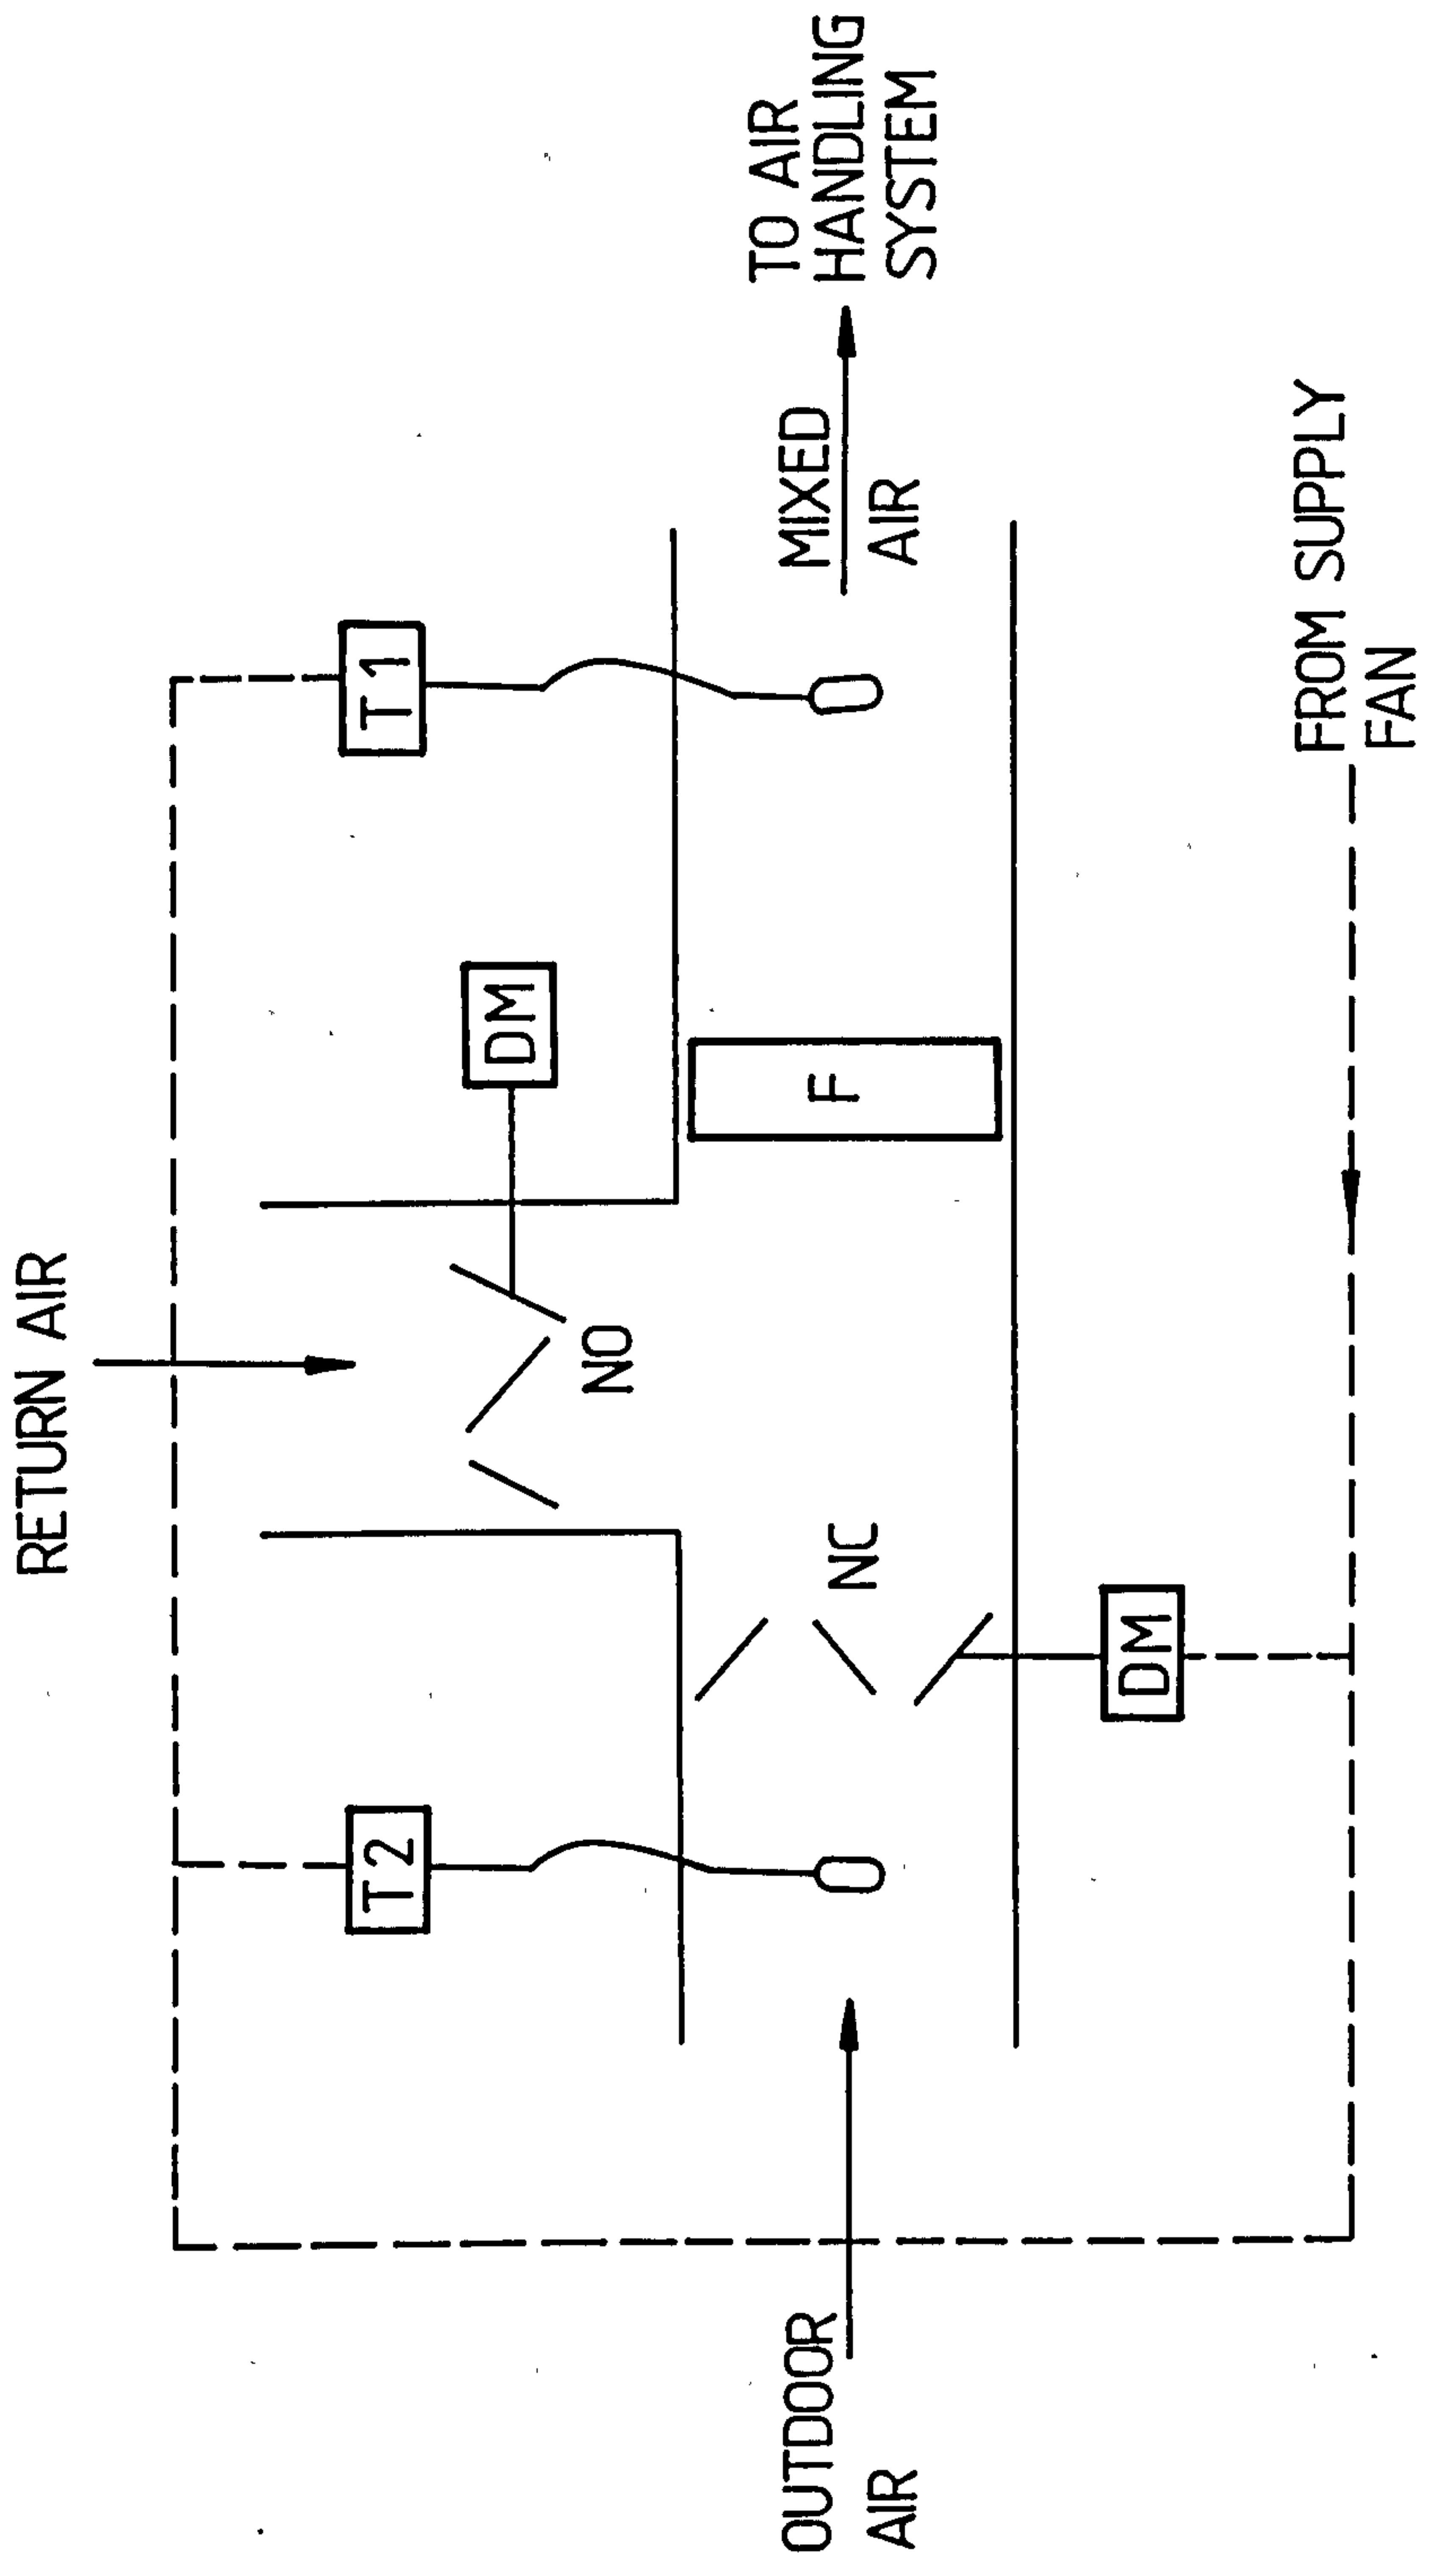 RETURN AIR
T2
T1
DM
NO
TO AIR
HANDLING
SYSTEM
OUTDOOR
AIR
NC
F
MIXED
AIR
DM
FROM SUPPLY
FAN